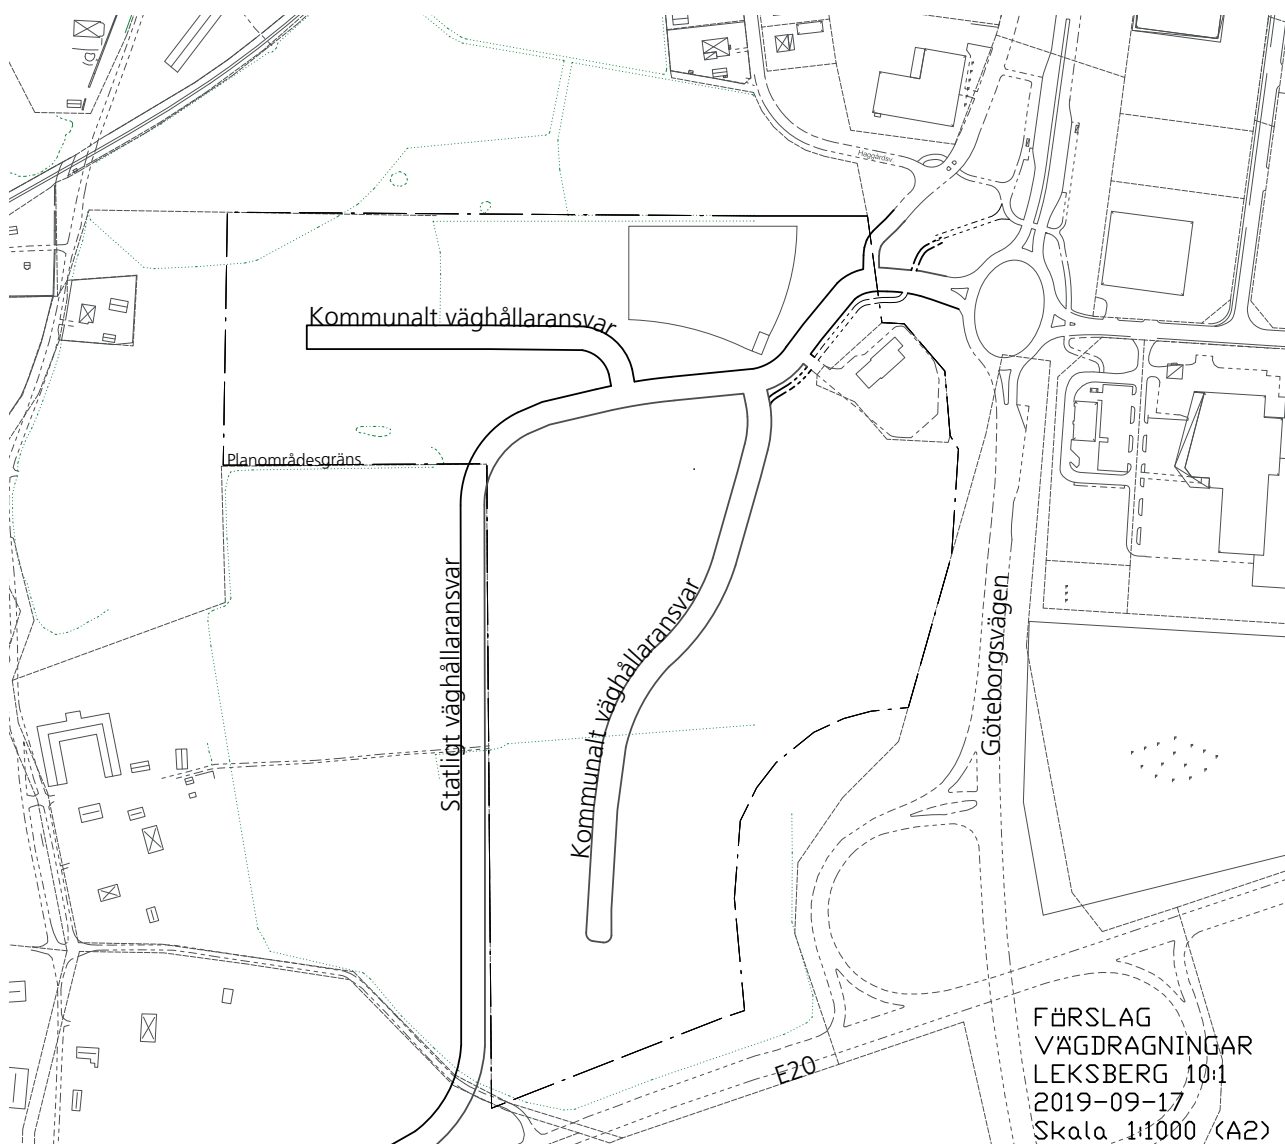 Haggårdsv
Kommunalt väghållaransvar
Planområdesgräns
Statligt väghållaransvar
Kommunalt väghållaransvar
Göteborgsvägen
E20
FÖRSLAG
VÄGDRAGNINGAR
LEKSBERG 10:1
2019-09-17
Skala 1:1000 (A2)